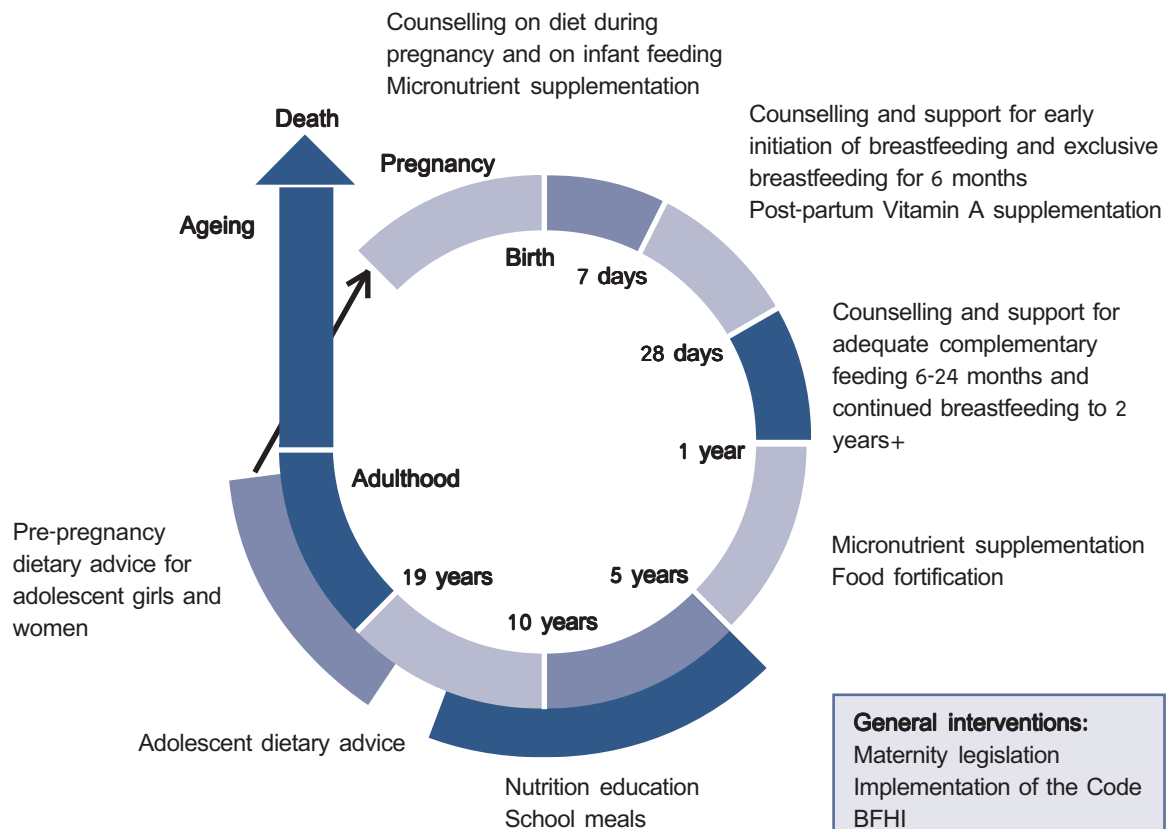 Counselling on diet during
pregnancy and on infant feeding
Micronutrient supplementation
Death
Counselling and support for early
initiation of breastfeeding and exclusive
breastfeeding for 6 months
Post-partum Vitamin A supplementation
Pregnancy
Ageing
Birth
7 days
28 days
Counselling and support for
adequate complementary
feeding 6-24 months and
continued breastfeeding to 2
years+
1 year
Adulthood
Pre-pregnancy
dietary advice for
adolescent girls and
women
Micronutrient supplementation
Food fortification
19 years
5 years
10 years
Adolescent dietary advice
Nutrition education
School meals
General interventions:
Maternity legislation
Implementation of the Code
BFHI